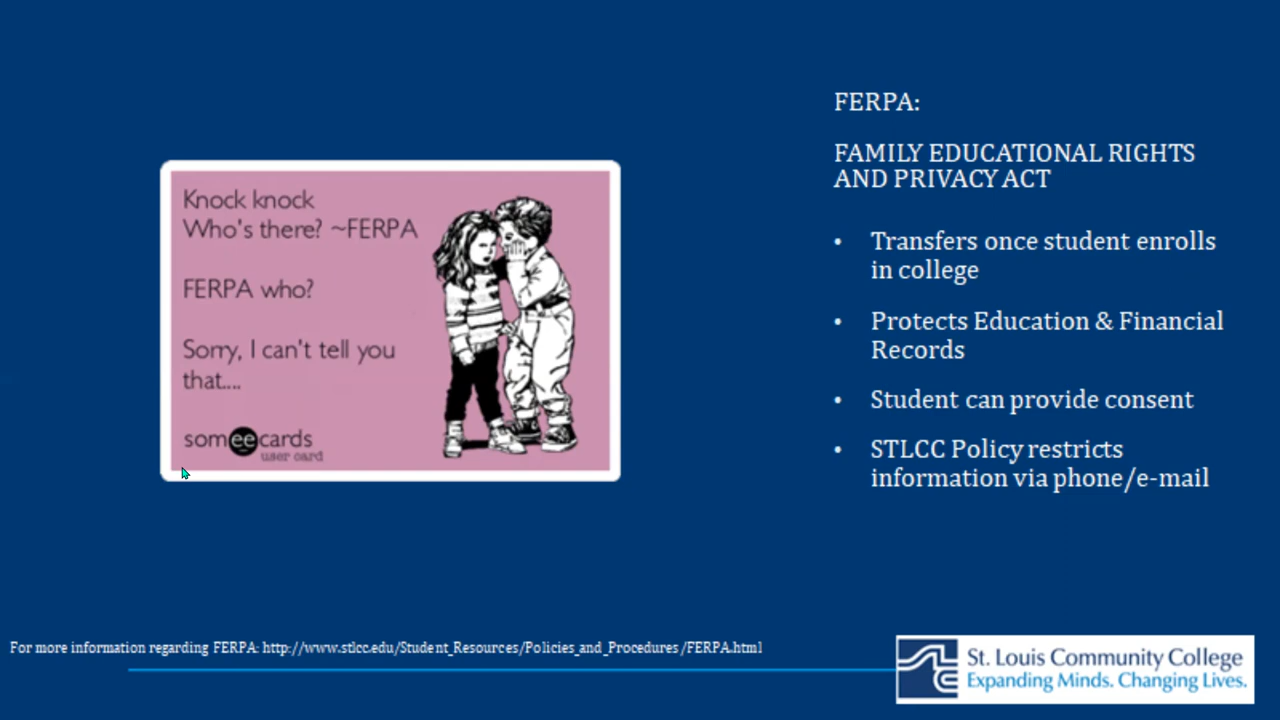 Knock knock
Who's there? ~FERPA
FERPA who?
Sorry, I can't tell you
that....
someecards
user card
FERPA:
FAMILY EDUCATIONAL RIGHTS
AND PRIVACY ACT
• Transfers once student enrolls
in college
• Protects Education & Financial
Records
• Student can provide consent
• STLCC Policy restricts
information via phone/e-mail
For more information regarding FERPA: http://www.stlcc.edu/Student_Resources/Policies_and_Procedures/FERPA.html
St. Louis Community College
Expanding Minds. Changing Lives.